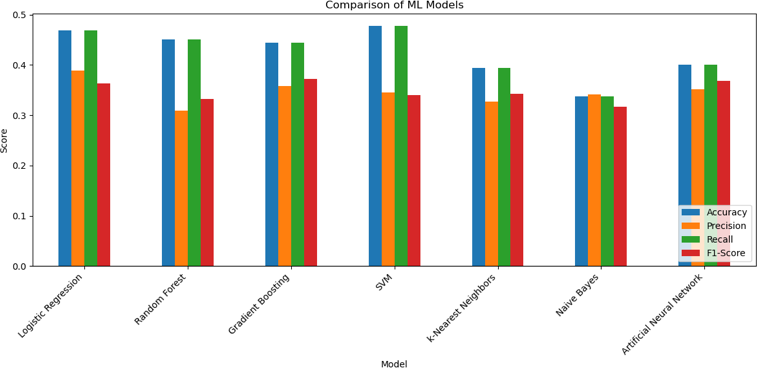 Comparison of ML Models
0.5
0.4
0.3
0.2
0.1
0.0
Score
Logistic Regression
Random Forest
Gradient Boosting
SVM
k-Nearest Neighbors
Naive Bayes
Artificial Neural Network
Model
Accuracy
Precision
Recall
F1-Score